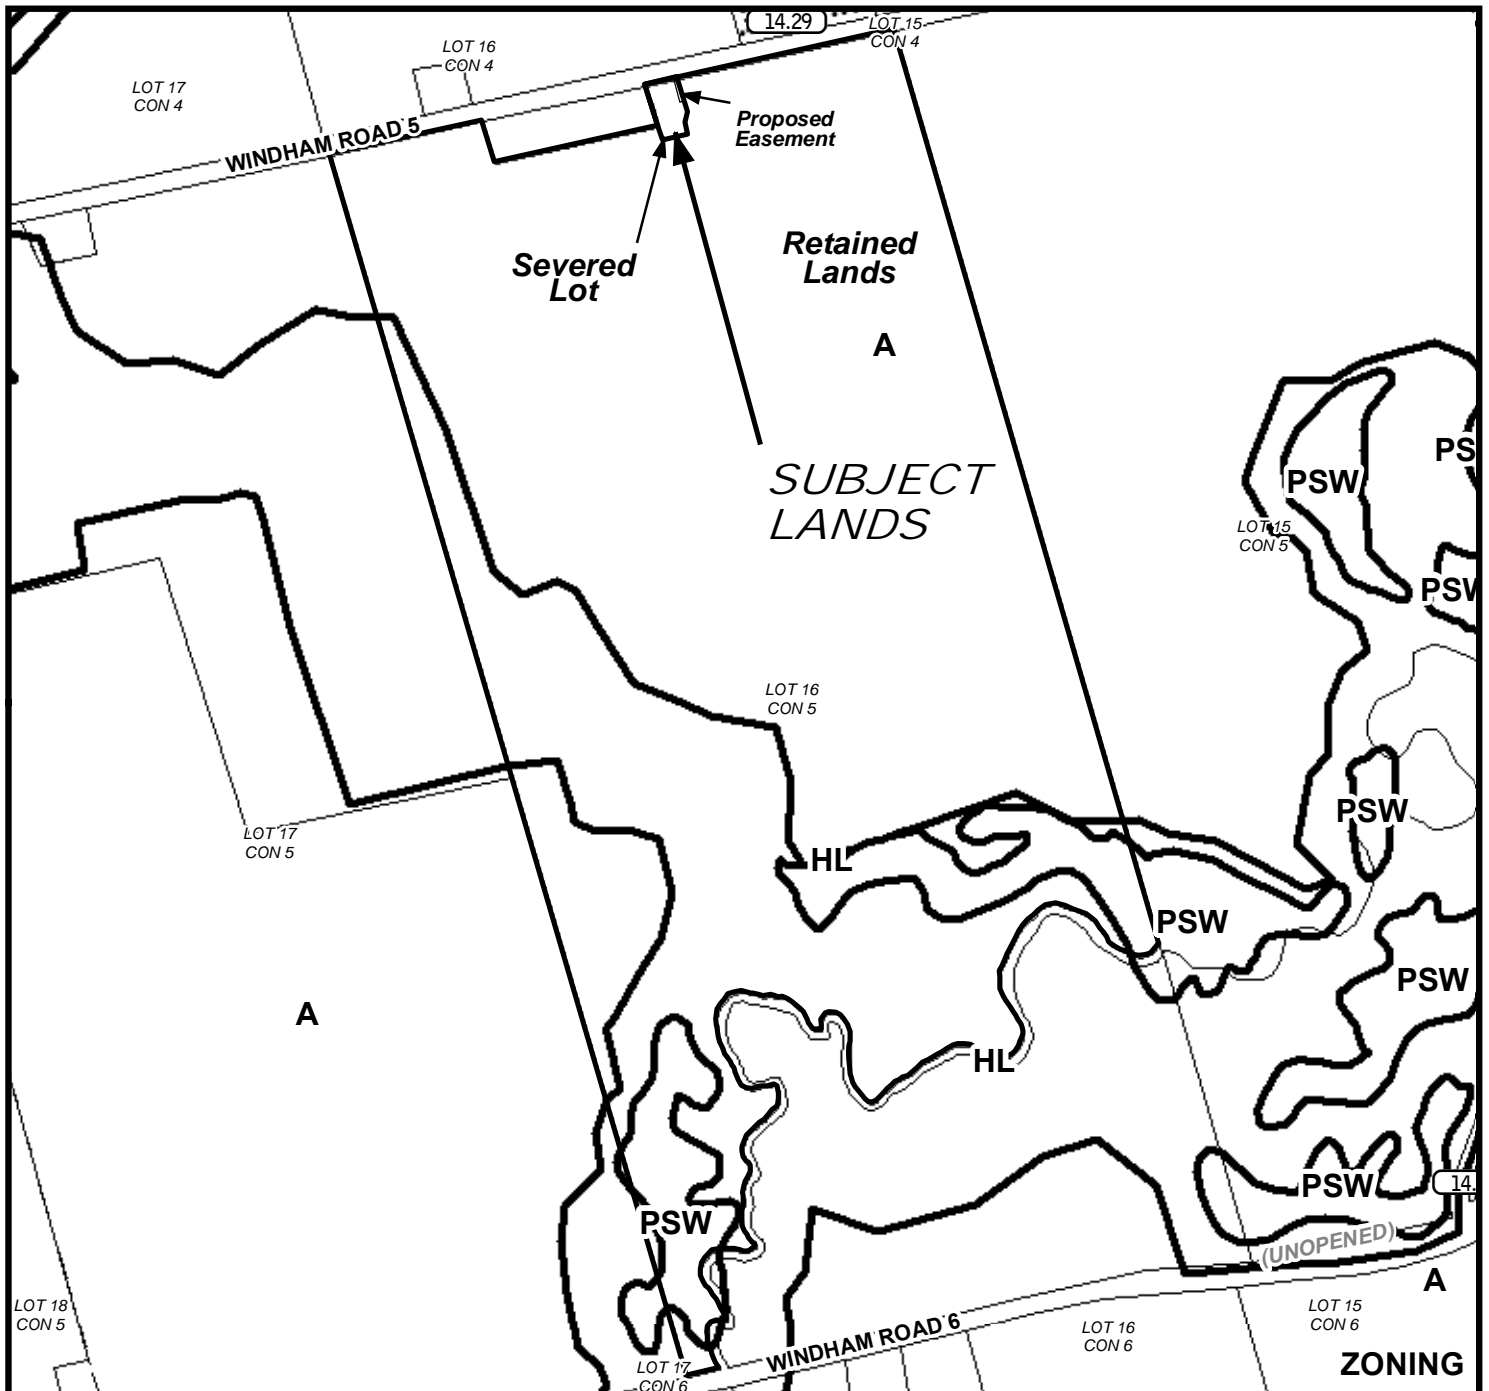 14.29
LOT 15
CON 4
LOT 16
CON 4
LOT 17
CON 4
Proposed
Easement
WINDHAM ROAD 5
Severed
Lot
Retained
Lands
A
SUBJECT
LANDS
PS
PSW
LOT 15
CON 5
PSW
LOT 16
CON 5
PSW
LOT 17
CON 5
HL
PSW
PSW
A
HL
PSW
14.
PSW
(UNOPENED)
A
LOT 18
CON 5
LOT 15
CON 6
WINDHAM ROAD 6
LOT 16
CON 6
LOT 17
CON 6
ZONING